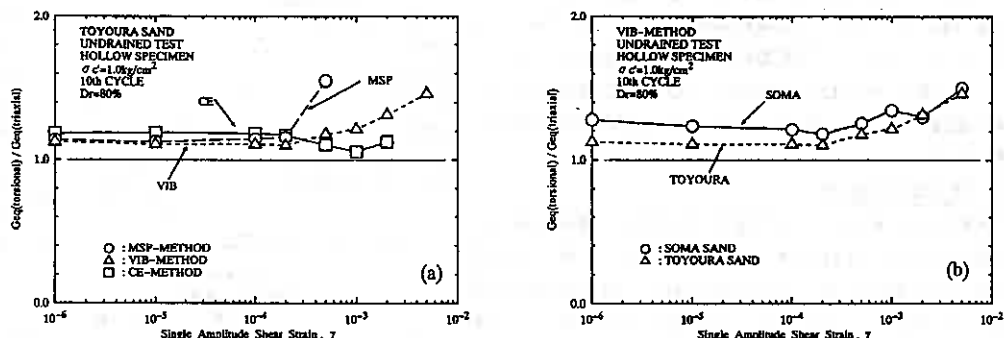 2.0
TOYOURA SAND
UNDRAINED TEST
HOLLOW SPECIMEN
σc'=1.0kg/cm²
10th CYCLE
Dr=80%
CE
MSP
VIB
1.0
0.0
Geq(torsional) / Geq(triaxial)
○ : MSP-METHOD
△ : VIB-METHOD
□ : CE-METHOD
(a)
10⁻⁶ 10⁻⁵ 10⁻⁴ 10⁻³ 10⁻²
Single Amplitude Shear Strain, γ
2.0
VIB-METHOD
UNDRAINED TEST
HOLLOW SPECIMEN
σc'=1.0kg/cm²
10th CYCLE
Dr=80%
SOMA
TOYOURA
1.0
0.0
Geq(torsional) / Geq(triaxial)
○ : SOMA SAND
△ : TOYOURA SAND
(b)
10⁻⁶ 10⁻⁵ 10⁻⁴ 10⁻³ 10⁻²
Single Amplitude Shear Strain, γ